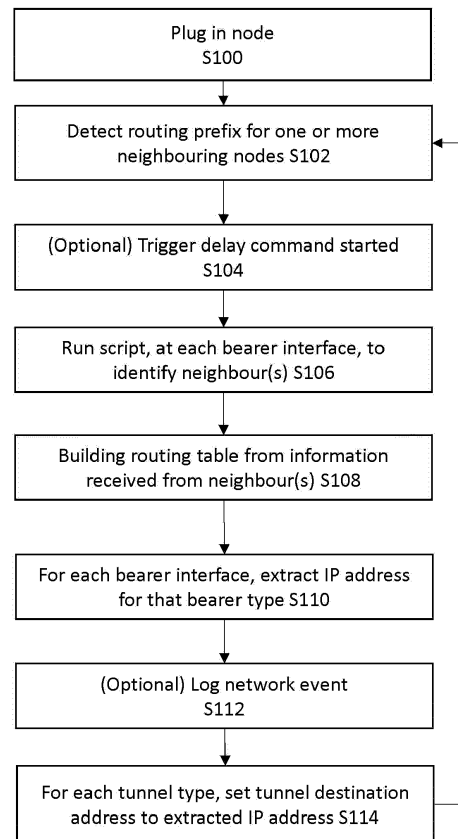 Plug in node
S100
Detect routing prefix for one or more
neighbouring nodes S102
(Optional) Trigger delay command started
S104
Run script, at each bearer interface, to
identify neighbour(s) S106
Building routing table from information
received from neighbour(s) S108
For each bearer interface, extract IP address
for that bearer type S110
(Optional) Log network event
S112
For each tunnel type, set tunnel destination
address to extracted IP address S114